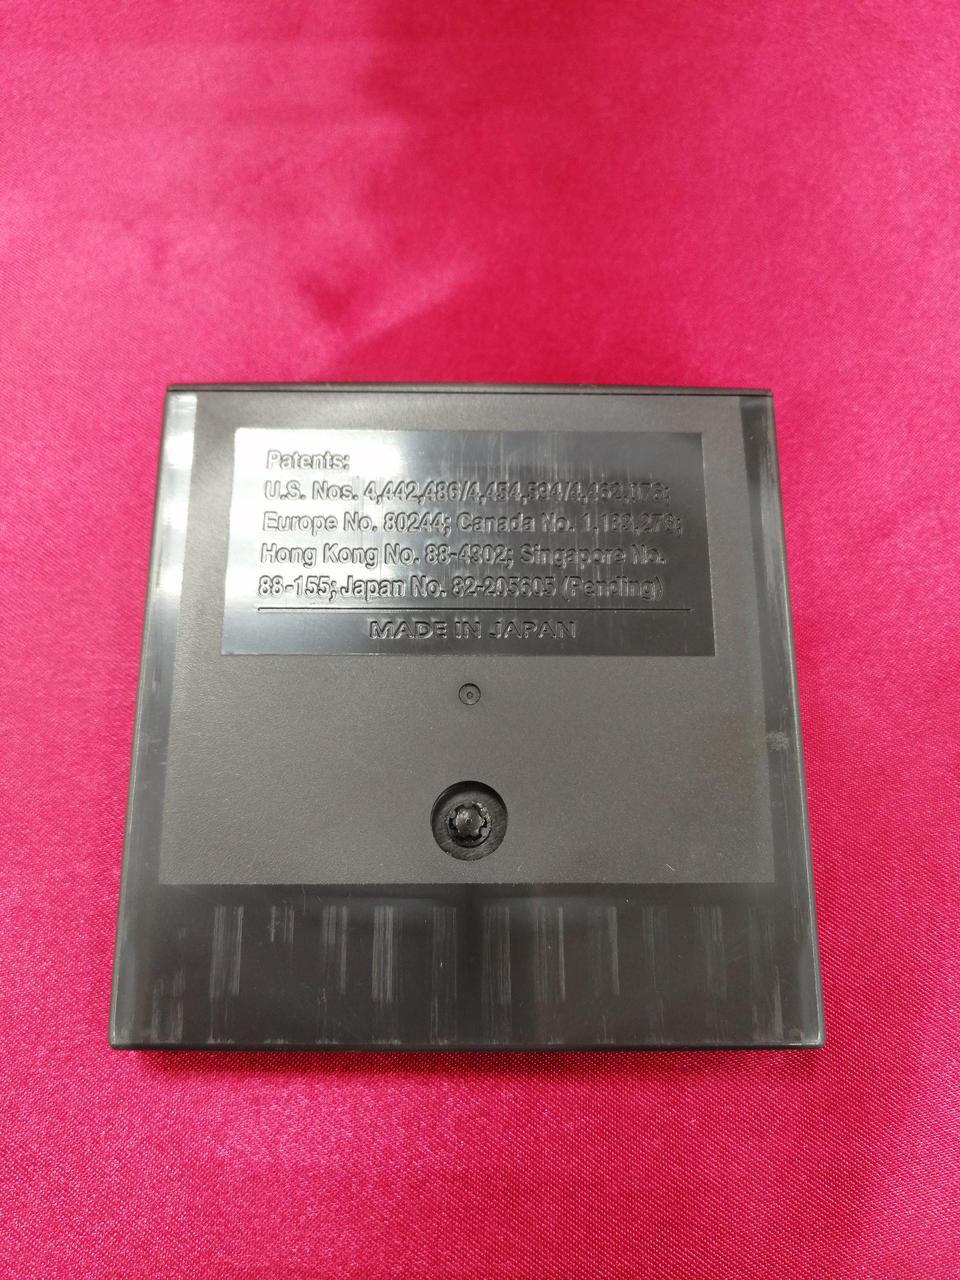 Patents:
U.S. Nos. 4,442,486/4,454,594/4,462,076;
Europe No. 80244; Canada No. 1,183,276;
Hong Kong No. 88-4302; Singapore No.
88-155; Japan No. 82-205605 (Pending)
MADE IN JAPAN